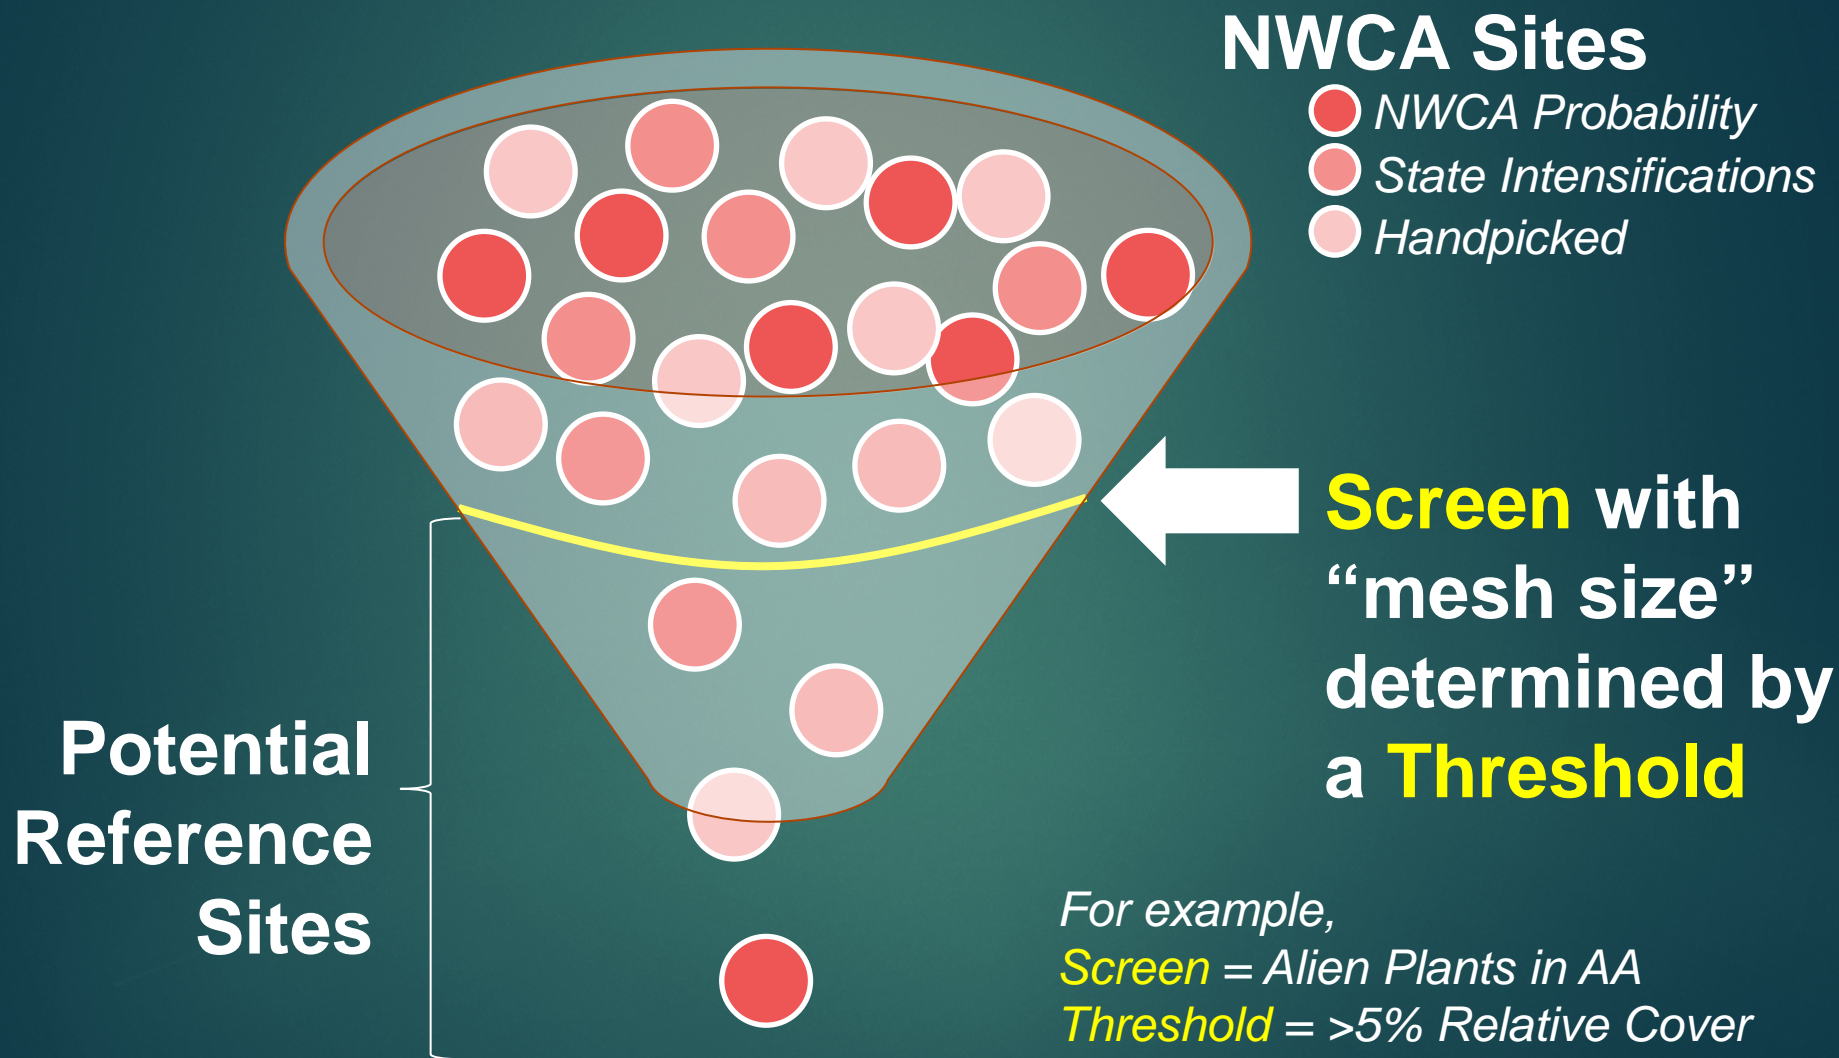 NWCA Sites
NWCA Probability
State Intensifications
Handpicked
Screen with
“mesh size”
determined by
a Threshold
Potential
Reference
Sites
For example,
Screen = Alien Plants in AA
Threshold = >5% Relative Cover